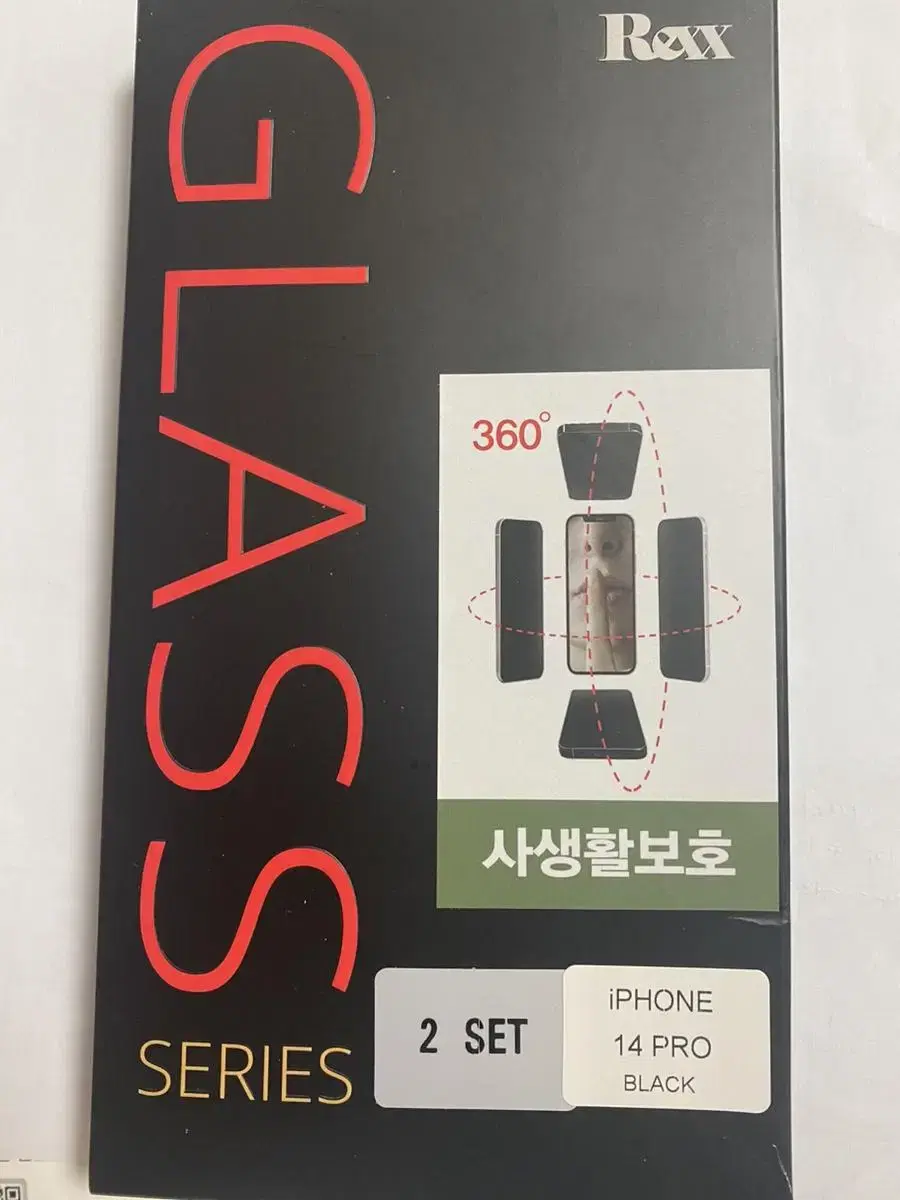 Rexx
GLASS
SERIES
360°
사생활보호
2 SET
iPHONE
14 PRO
BLACK